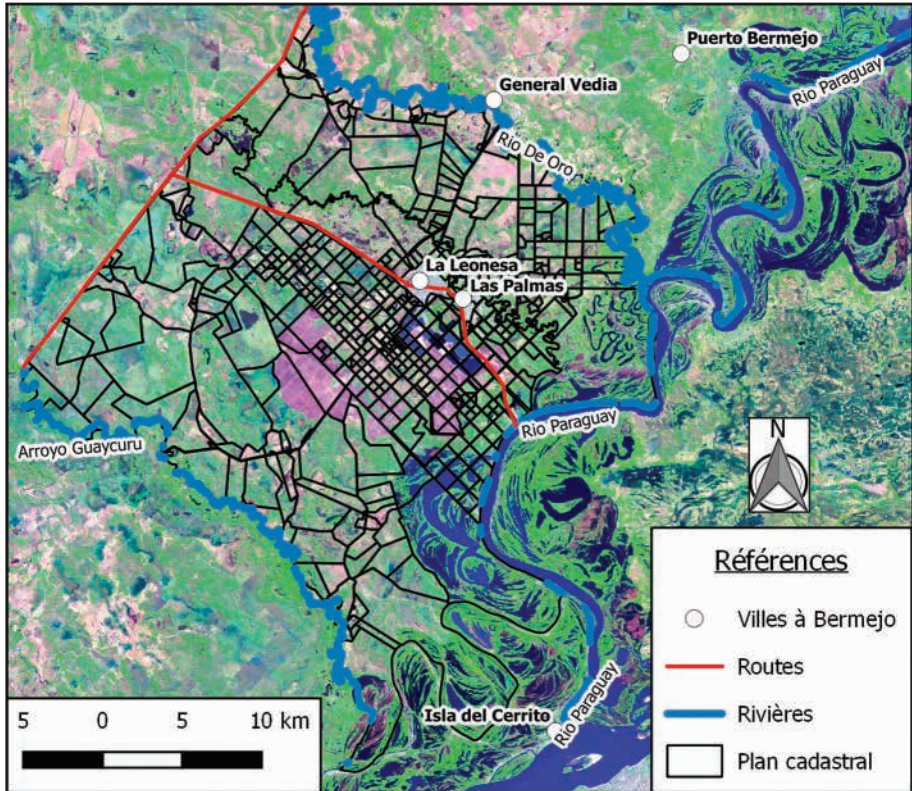 Puerto Bermejo
Rio Paraguay
General Vedia
Rio De Oro
La Leonesa
Las Palmas
Rio Paraguay
Arroyo Guaycuru
N
Isla del Cerrito
Rio Paraguay
5 0 5 10 km
Références
Villes à Bermejo
Routes
Rivières
Plan cadastral